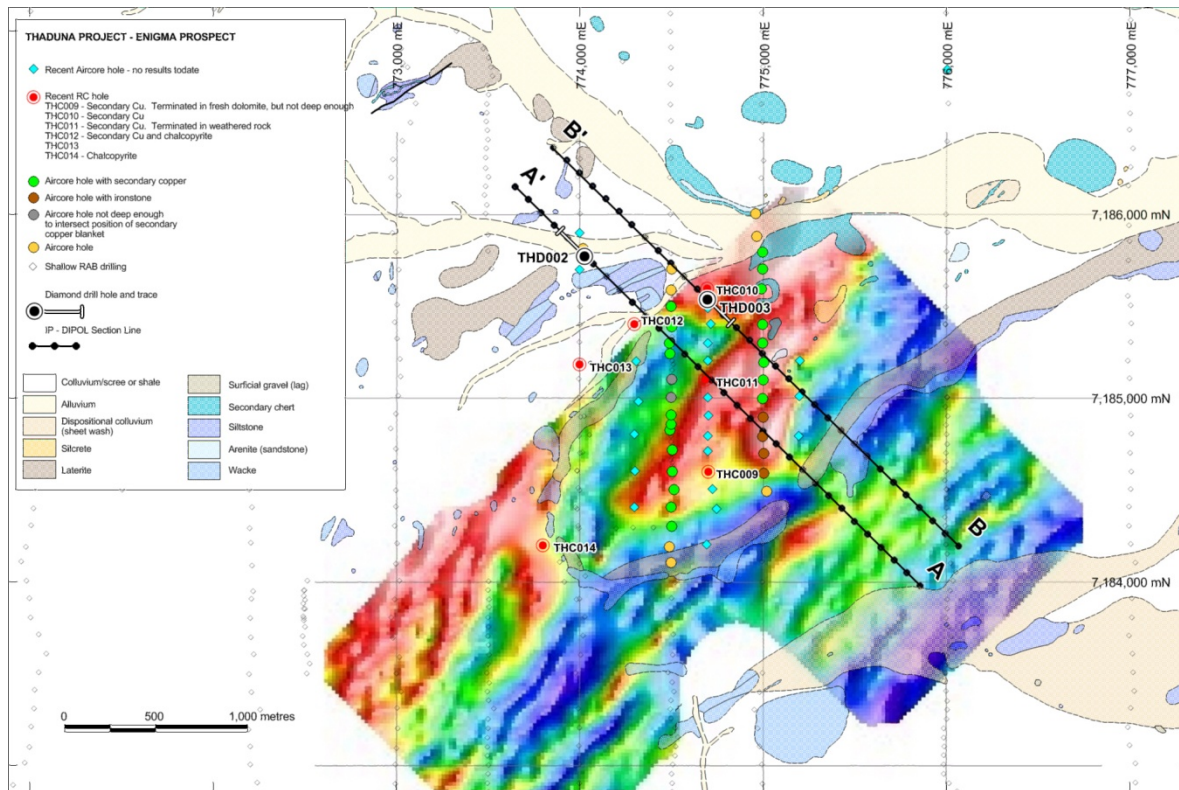 THADUNA PROJECT - ENIGMA PROSPECT
Recent Aircore hole - no results todate
Recent RC hole
THC009 - Secondary Cu. Terminated in fresh dolomite, but not deep enough
THC010 - Secondary Cu
THC011 - Secondary Cu. Terminated in weathered rock
THC012 - Secondary Cu and chalcopyrite
THC013
THC014 - Chalcopyrite
Aircore hole with secondary copper
Aircore hole with ironstone
Aircore hole not deep enough
to intersect position of secondary
copper blanket
Aircore hole
Shallow RAB drilling
Diamond drill hole and trace
IP - DIPOL Section Line
Colluvium/scree or shale
Alluvium
Dispositional colluvium
(sheet wash)
Silcrete
Laterite
Surficial gravel (lag)
Secondary chert
Siltstone
Arenite (sandstone)
Wacke
773,000 mE
774,000 mE
775,000 mE
776,000 mE
777,000 mE
B'
A'
7,186,000 mN
THD002
THC010
THD003
THC012
THC013
THC011
7,185,000 mN
THC009
THC014
B
A
7,184,000 mN
0 500 1,000 metres